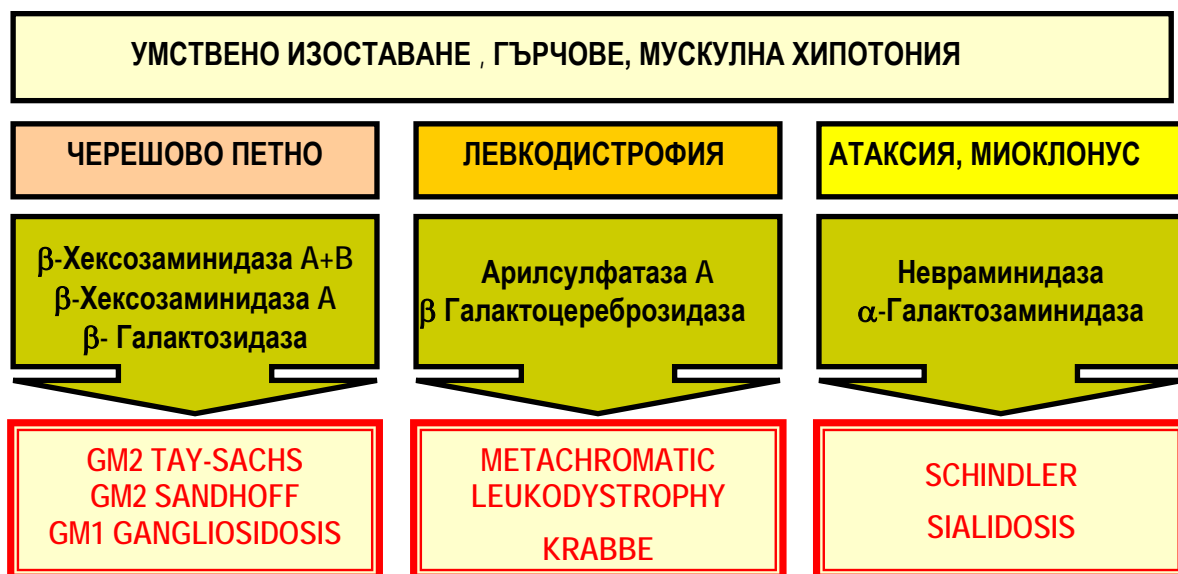 УМСТВЕНО ИЗОСТАВАНЕ , ГЪРЧОВЕ, МУСКУЛНА ХИПОТОНИЯ
ЧЕРЕШОВО ПЕТНО
β-Хексозаминидаза А+В
β-Хексозаминидаза А
β- Галактозидаза
GM2 TAY-SACHS
GM2 SANDHOFF
GM1 GANGLIOSIDOSIS
ЛЕВКОДИСТРОФИЯ
Арилсулфатаза А
β Галактоцереброзидаза
METACHROMATIC
LEUKODYSTROPHY
KRABBE
АТАКСИЯ, МИОКЛОНУС
Невраминидаза
α-Галактозаминидаза
SCHINDLER
SIALIDOSIS